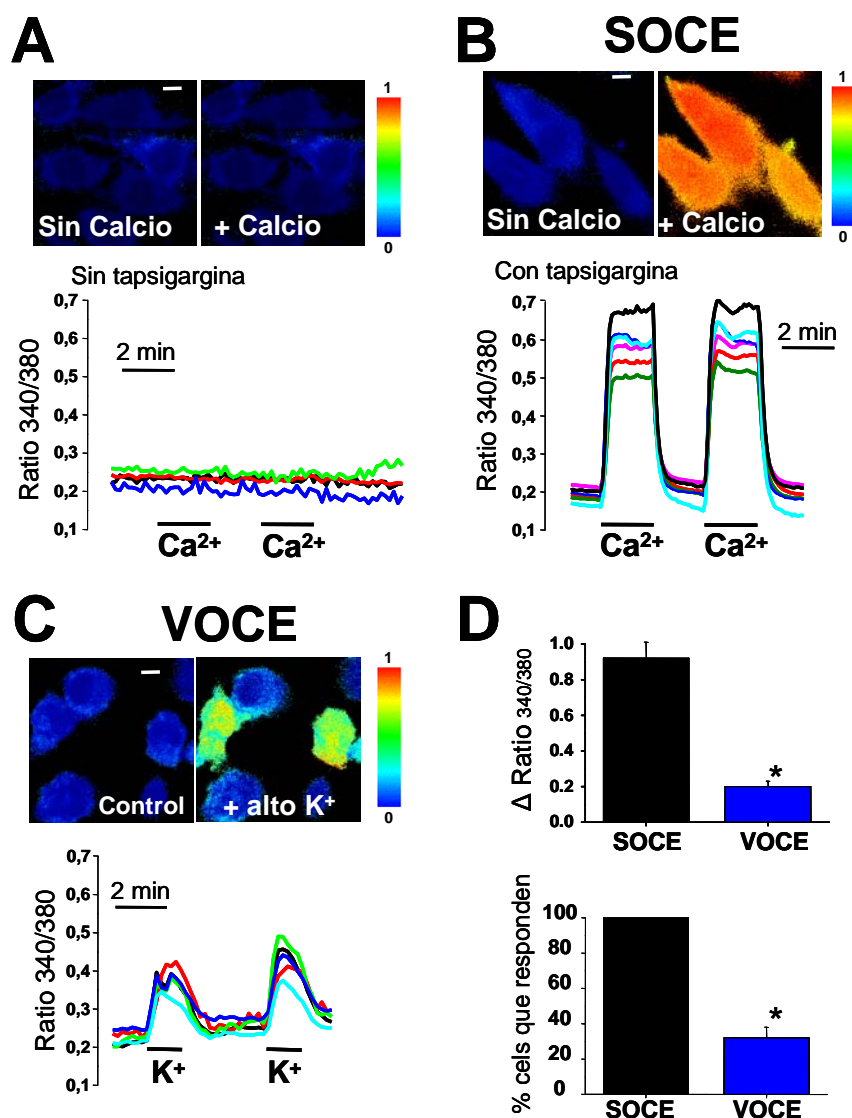 A
Sin Calcio
+ Calcio
1
0
Sin tapsigargina
Ratio 340/380
0,7
0,6
0,5
0,4
0,3
0,2
0,1
2 min
Ca²⁺
Ca²⁺
B
SOCE
Sin Calcio
+ Calcio
1
0
Con tapsigargina
Ratio 340/380
0,7
0,6
0,5
0,4
0,3
0,2
0,1
2 min
Ca²⁺
Ca²⁺
C
VOCE
Control
+ alto K⁺
1
0
Ratio 340/380
0,7
0,6
0,5
0,4
0,3
0,2
0,1
2 min
K⁺
K⁺
D
Δ Ratio 340/380
1.0
0.8
0.6
0.4
0.2
0.0
*
SOCE
VOCE
% cels que responden
100
80
60
40
20
0
*
SOCE
VOCE